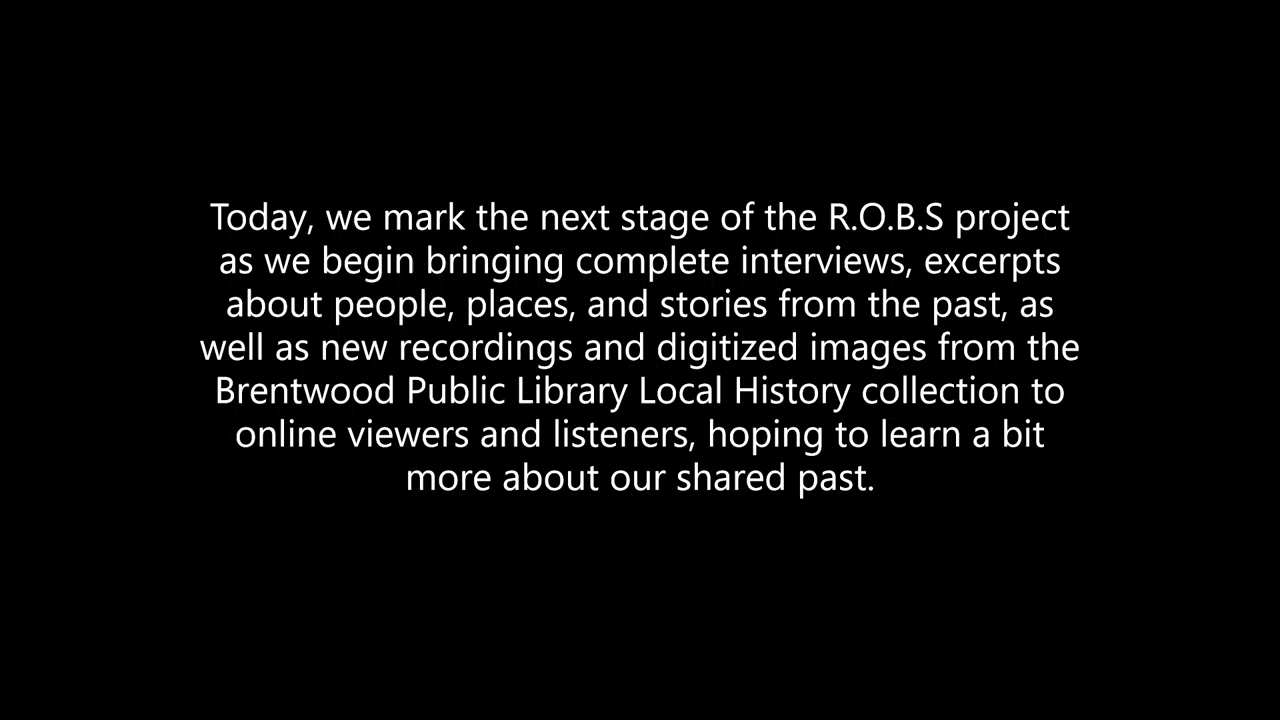 Today, we mark the next stage of the R.O.B.S project
as we begin bringing complete interviews, excerpts
about people, places, and stories from the past, as
well as new recordings and digitized images from the
Brentwood Public Library Local History collection to
online viewers and listeners, hoping to learn a bit
more about our shared past.